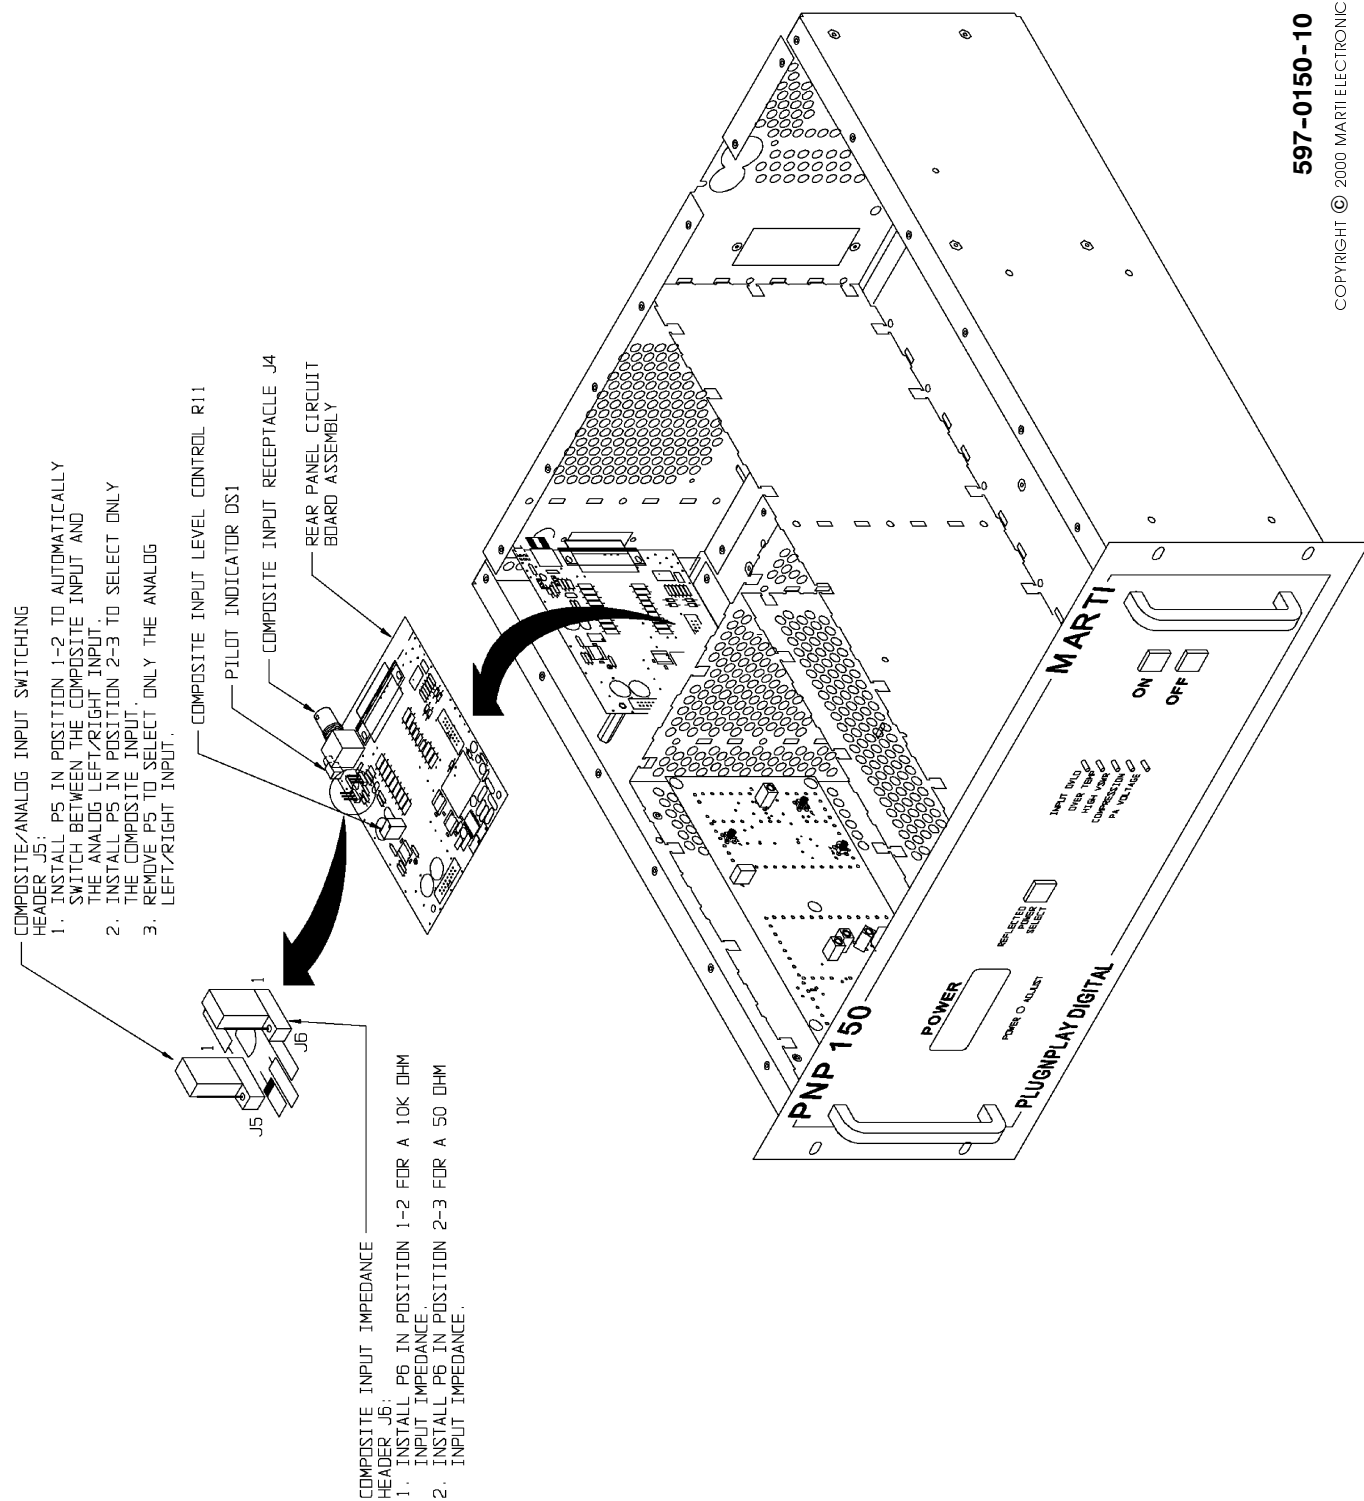 COMPOSITE/ANALOG INPUT SWITCHING
HEADER J5:
1. INSTALL P5 IN POSITION 1-2 TO AUTOMATICALLY
SWITCH BETWEEN THE COMPOSITE INPUT AND
THE ANALOG LEFT/RIGHT INPUT.
2. INSTALL P5 IN POSITION 2-3 TO SELECT ONLY
THE COMPOSITE INPUT.
3. REMOVE P5 TO SELECT ONLY THE ANALOG
LEFT/RIGHT INPUT.
COMPOSITE INPUT LEVEL CONTROL R11
PILOT INDICATOR DS1
COMPOSITE INPUT RECEPTACLE J4
REAR PANEL CIRCUIT
BOARD ASSEMBLY
1
1
J5
J6
COMPOSITE INPUT IMPEDANCE
HEADER J6:
1. INSTALL P6 IN POSITION 1-2 FOR A 10K OHM
INPUT IMPEDANCE.
2. INSTALL P6 IN POSITION 2-3 FOR A 50 OHM
INPUT IMPEDANCE.
PNP 150
MARTI
POWER
POWER ADJUST
REFLECTED
POWER
SELECT
INPUT OVLD
OVER TEMP
HIGH VSWR
COMPRESSION
PA VOLTAGE
ON
OFF
PLUGNPLAY DIGITAL
597-0150-10
COPYRIGHT © 2000 MARTI ELECTRONIC